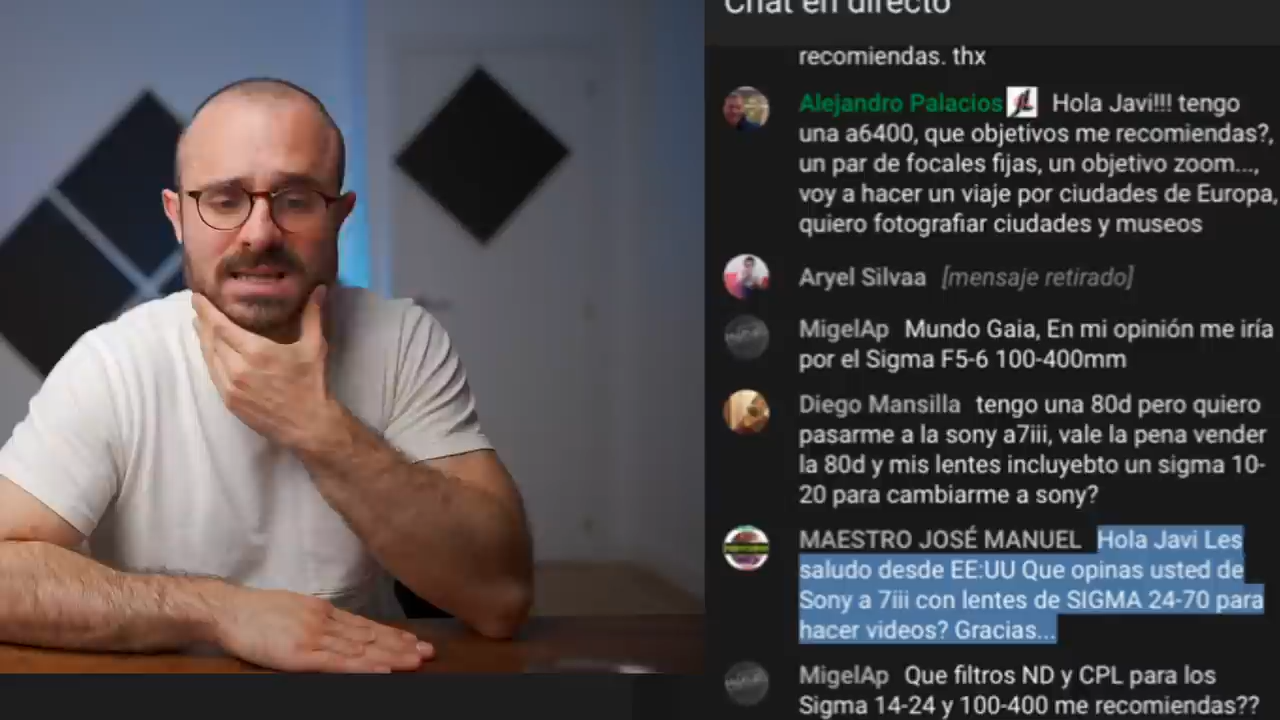 Chat en directo
recomiendas. thx
Alejandro Palacios Hola Javi!!! tengo
una a6400, que objetivos me recomiendas?,
un par de focales fijas, un objetivo zoom...,
voy a hacer un viaje por ciudades de Europa,
quiero fotografiar ciudades y museos
Aryel Silvaa [mensaje retirado]
MigelAp Mundo Gaia, En mi opinión me iría
por el Sigma F5-6 100-400mm
Diego Mansilla tengo una 80d pero quiero
pasarme a la sony a7iii, vale la pena vender
la 80d y mis lentes incluyebto un sigma 10-
20 para cambiarme a sony?
MAESTRO JOSÉ MANUEL Hola Javi Les
saludo desde EE:UU Que opinas usted de
Sony a 7iii con lentes de SIGMA 24-70 para
hacer videos? Gracias...
MigelAp Que filtros ND y CPL para los
Sigma 14-24 y 100-400 me recomiendas??